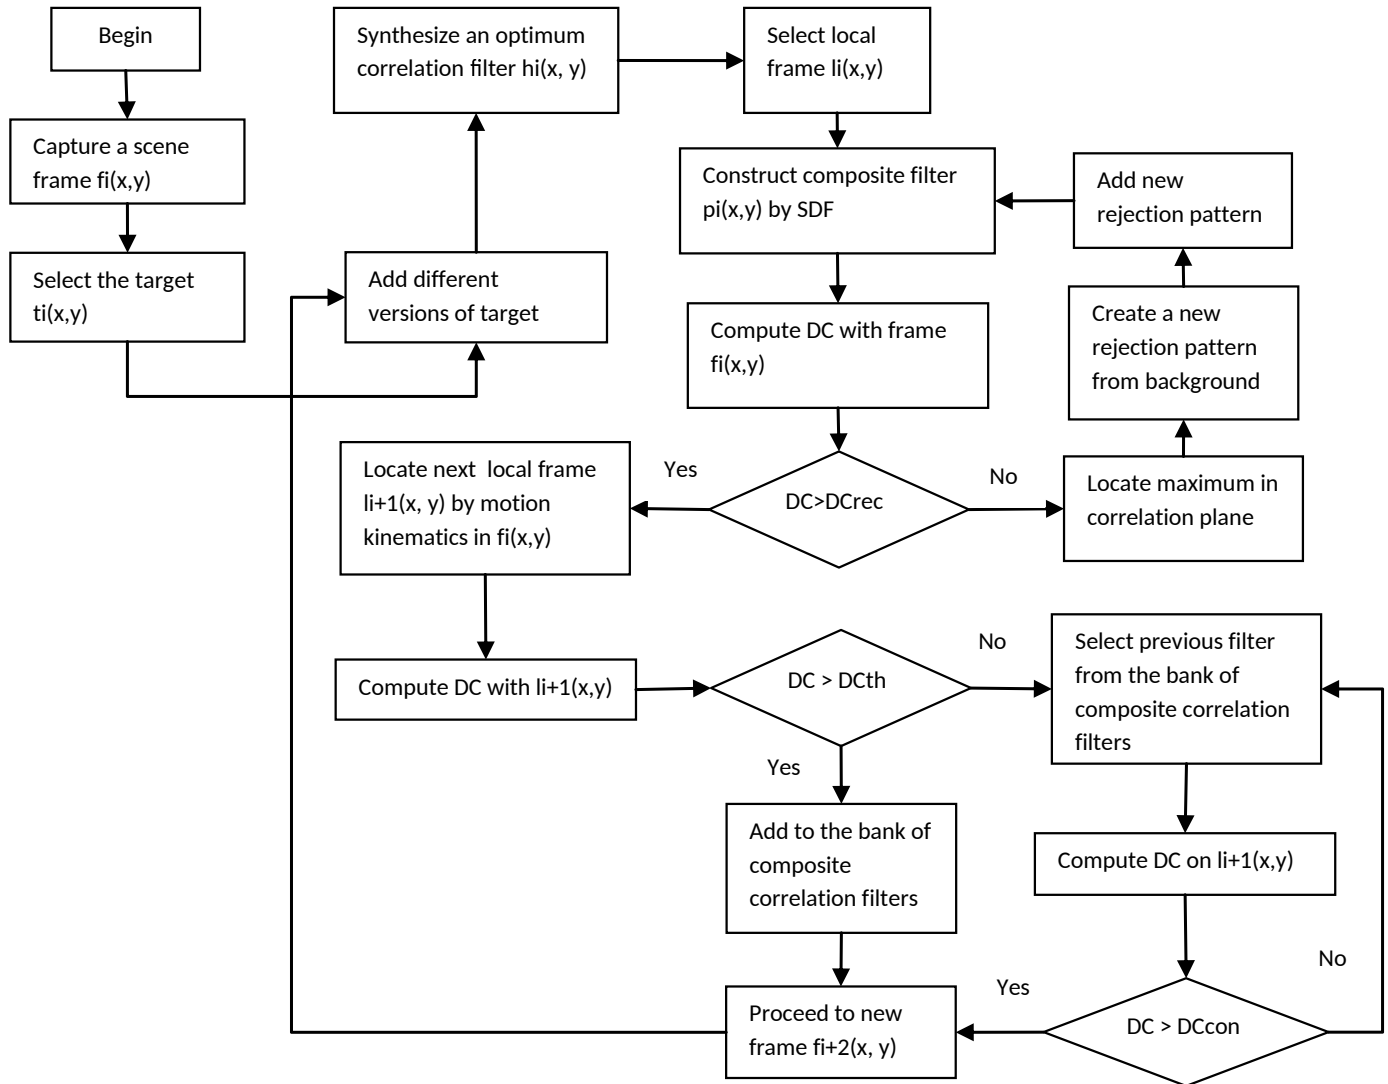 Begin
Capture a scene
frame fi(x,y)
Select the target
ti(x,y)
Add different
versions of target
Synthesize an optimum
correlation filter hi(x, y)
Select local
frame li(x,y)
Construct composite filter
pi(x,y) by SDF
Compute DC with frame
fi(x,y)
DC>DCrec
Yes
No
Locate maximum in
correlation plane
Create a new
rejection pattern
from background
Add new
rejection pattern
Locate next  local frame
li+1(x, y) by motion
kinematics in fi(x,y)
Compute DC with li+1(x,y)
DC > DCth
No
Yes
Select previous filter
from the bank of
composite correlation
filters
Add to the bank of
composite
correlation filters
Compute DC on li+1(x,y)
DC > DCcon
No
Yes
Proceed to new
frame fi+2(x, y)